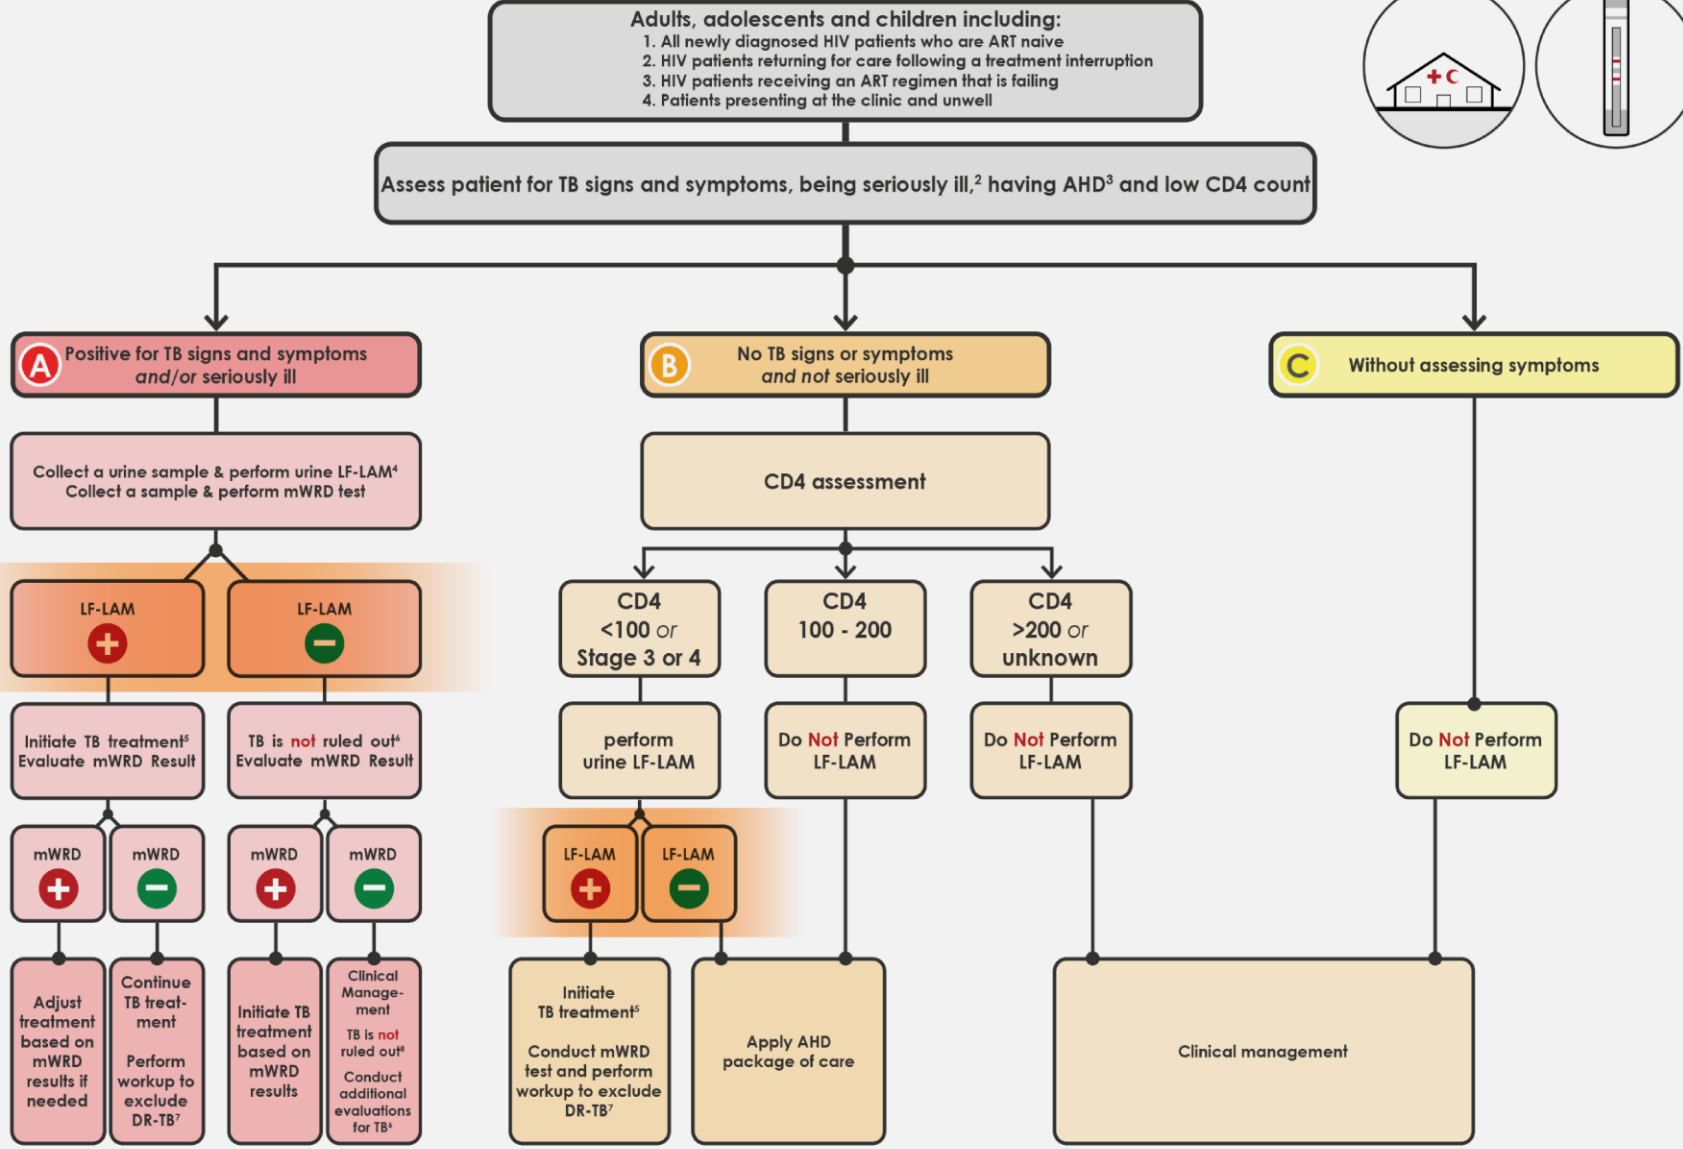 Adults, adolescents and children including:
1. All newly diagnosed HIV patients who are ART naive
2. HIV patients returning for care following a treatment interruption
3. HIV patients receiving an ART regimen that is failing
4. Patients presenting at the clinic and unwell
Assess patient for TB signs and symptoms, being seriously ill,² having AHD³ and low CD4 count
A
Positive for TB signs and symptoms
and/or seriously ill
B
No TB signs or symptoms
and not seriously ill
C
Without assessing symptoms
Collect a urine sample & perform urine LF-LAM⁴
Collect a sample & perform mWRD test
CD4 assessment
LF-LAM
+
LF-LAM
−
CD4
<100 or
Stage 3 or 4
CD4
100 - 200
CD4
>200 or
unknown
Initiate TB treatment⁵
Evaluate mWRD Result
TB is not ruled out⁶
Evaluate mWRD Result
perform
urine LF-LAM
Do Not Perform
LF-LAM
Do Not Perform
LF-LAM
Do Not Perform
LF-LAM
mWRD
+
mWRD
−
mWRD
+
mWRD
−
LF-LAM
+
LF-LAM
−
Adjust
treatment
based on
mWRD
results if
needed
Continue
TB treat-
ment
Perform
workup to
exclude
DR-TB⁷
Initiate TB
treatment
based on
mWRD
results
Clinical
Manage-
ment
TB is not
ruled out⁸
Conduct
additional
evaluations
for TB⁶
Initiate
TB treatment⁵
Conduct mWRD
test and perform
workup to exclude
DR-TB⁷
Apply AHD
package of care
Clinical management